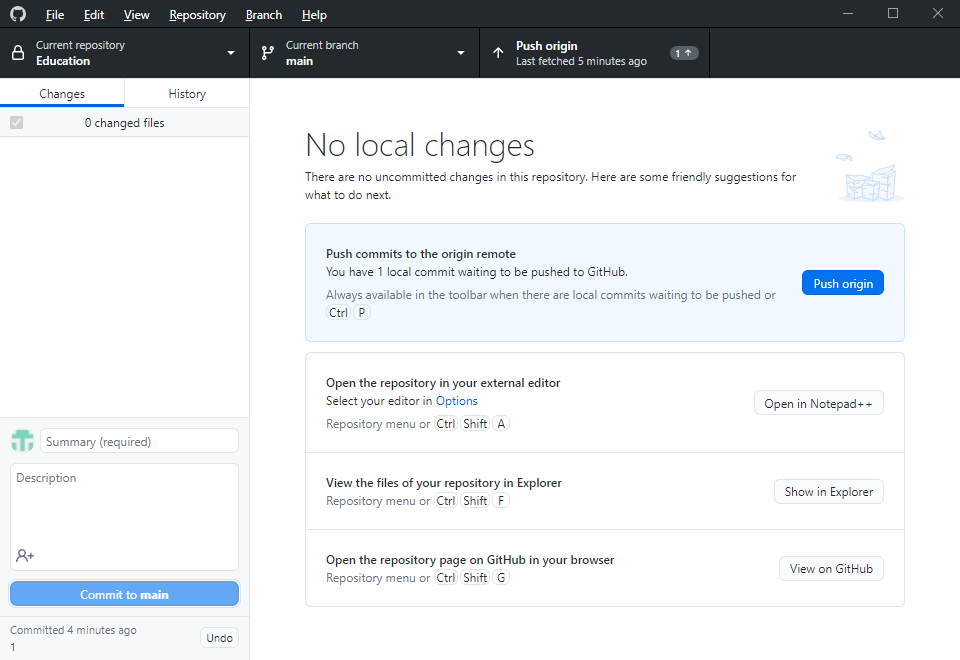 File Edit View Repository Branch Help
Current repository
Education
Current branch
main
Push origin
Last fetched 5 minutes ago
1
Changes
History
0 changed files
No local changes
There are no uncommitted changes in this repository. Here are some friendly suggestions for
what to do next.
Push commits to the origin remote
You have 1 local commit waiting to be pushed to GitHub.
Always available in the toolbar when there are local commits waiting to be pushed or
Ctrl P
Push origin
Open the repository in your external editor
Select your editor in Options
Repository menu or Ctrl Shift A
Open in Notepad++
View the files of your repository in Explorer
Repository menu or Ctrl Shift F
Show in Explorer
Open the repository page on GitHub in your browser
Repository menu or Ctrl Shift G
View on GitHub
Summary (required)
Description
Commit to main
Committed 4 minutes ago
1
Undo